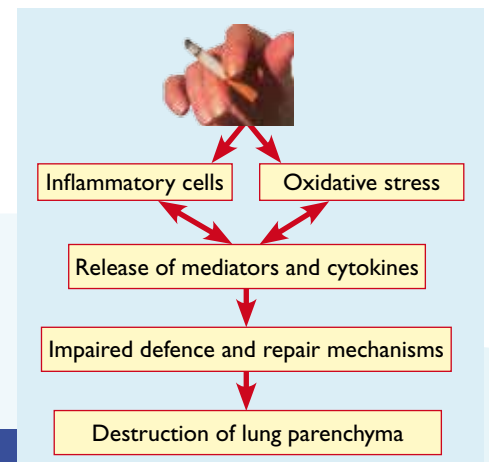 Inflammatory cells
Oxidative stress
Release of mediators and cytokines
Impaired defence and repair mechanisms
Destruction of lung parenchyma